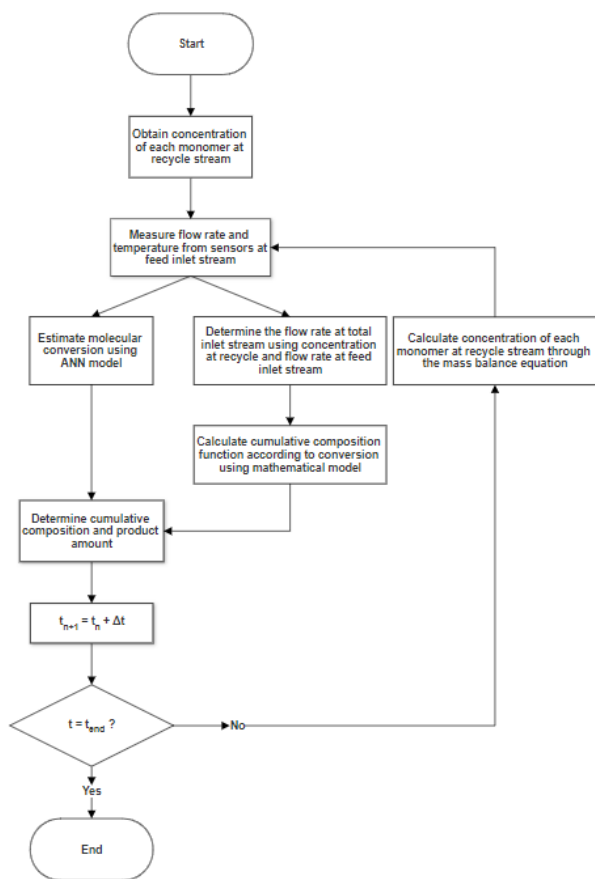 Start
Obtain concentration
of each monomer at
recycle stream
Measure flow rate and
temperature from sensors at
feed inlet stream
Estimate molecular
conversion using
ANN model
Determine the flow rate at total
inlet stream using concentration
at recycle and flow rate at feed
inlet stream
Calculate concentration of each
monomer at recycle stream through
the mass balance equation
Calculate cumulative composition
function according to conversion
using mathematical model
Determine cumulative
composition and product
amount
tₙ₊₁ = tₙ + Δt
t = t_end ?
No
Yes
End